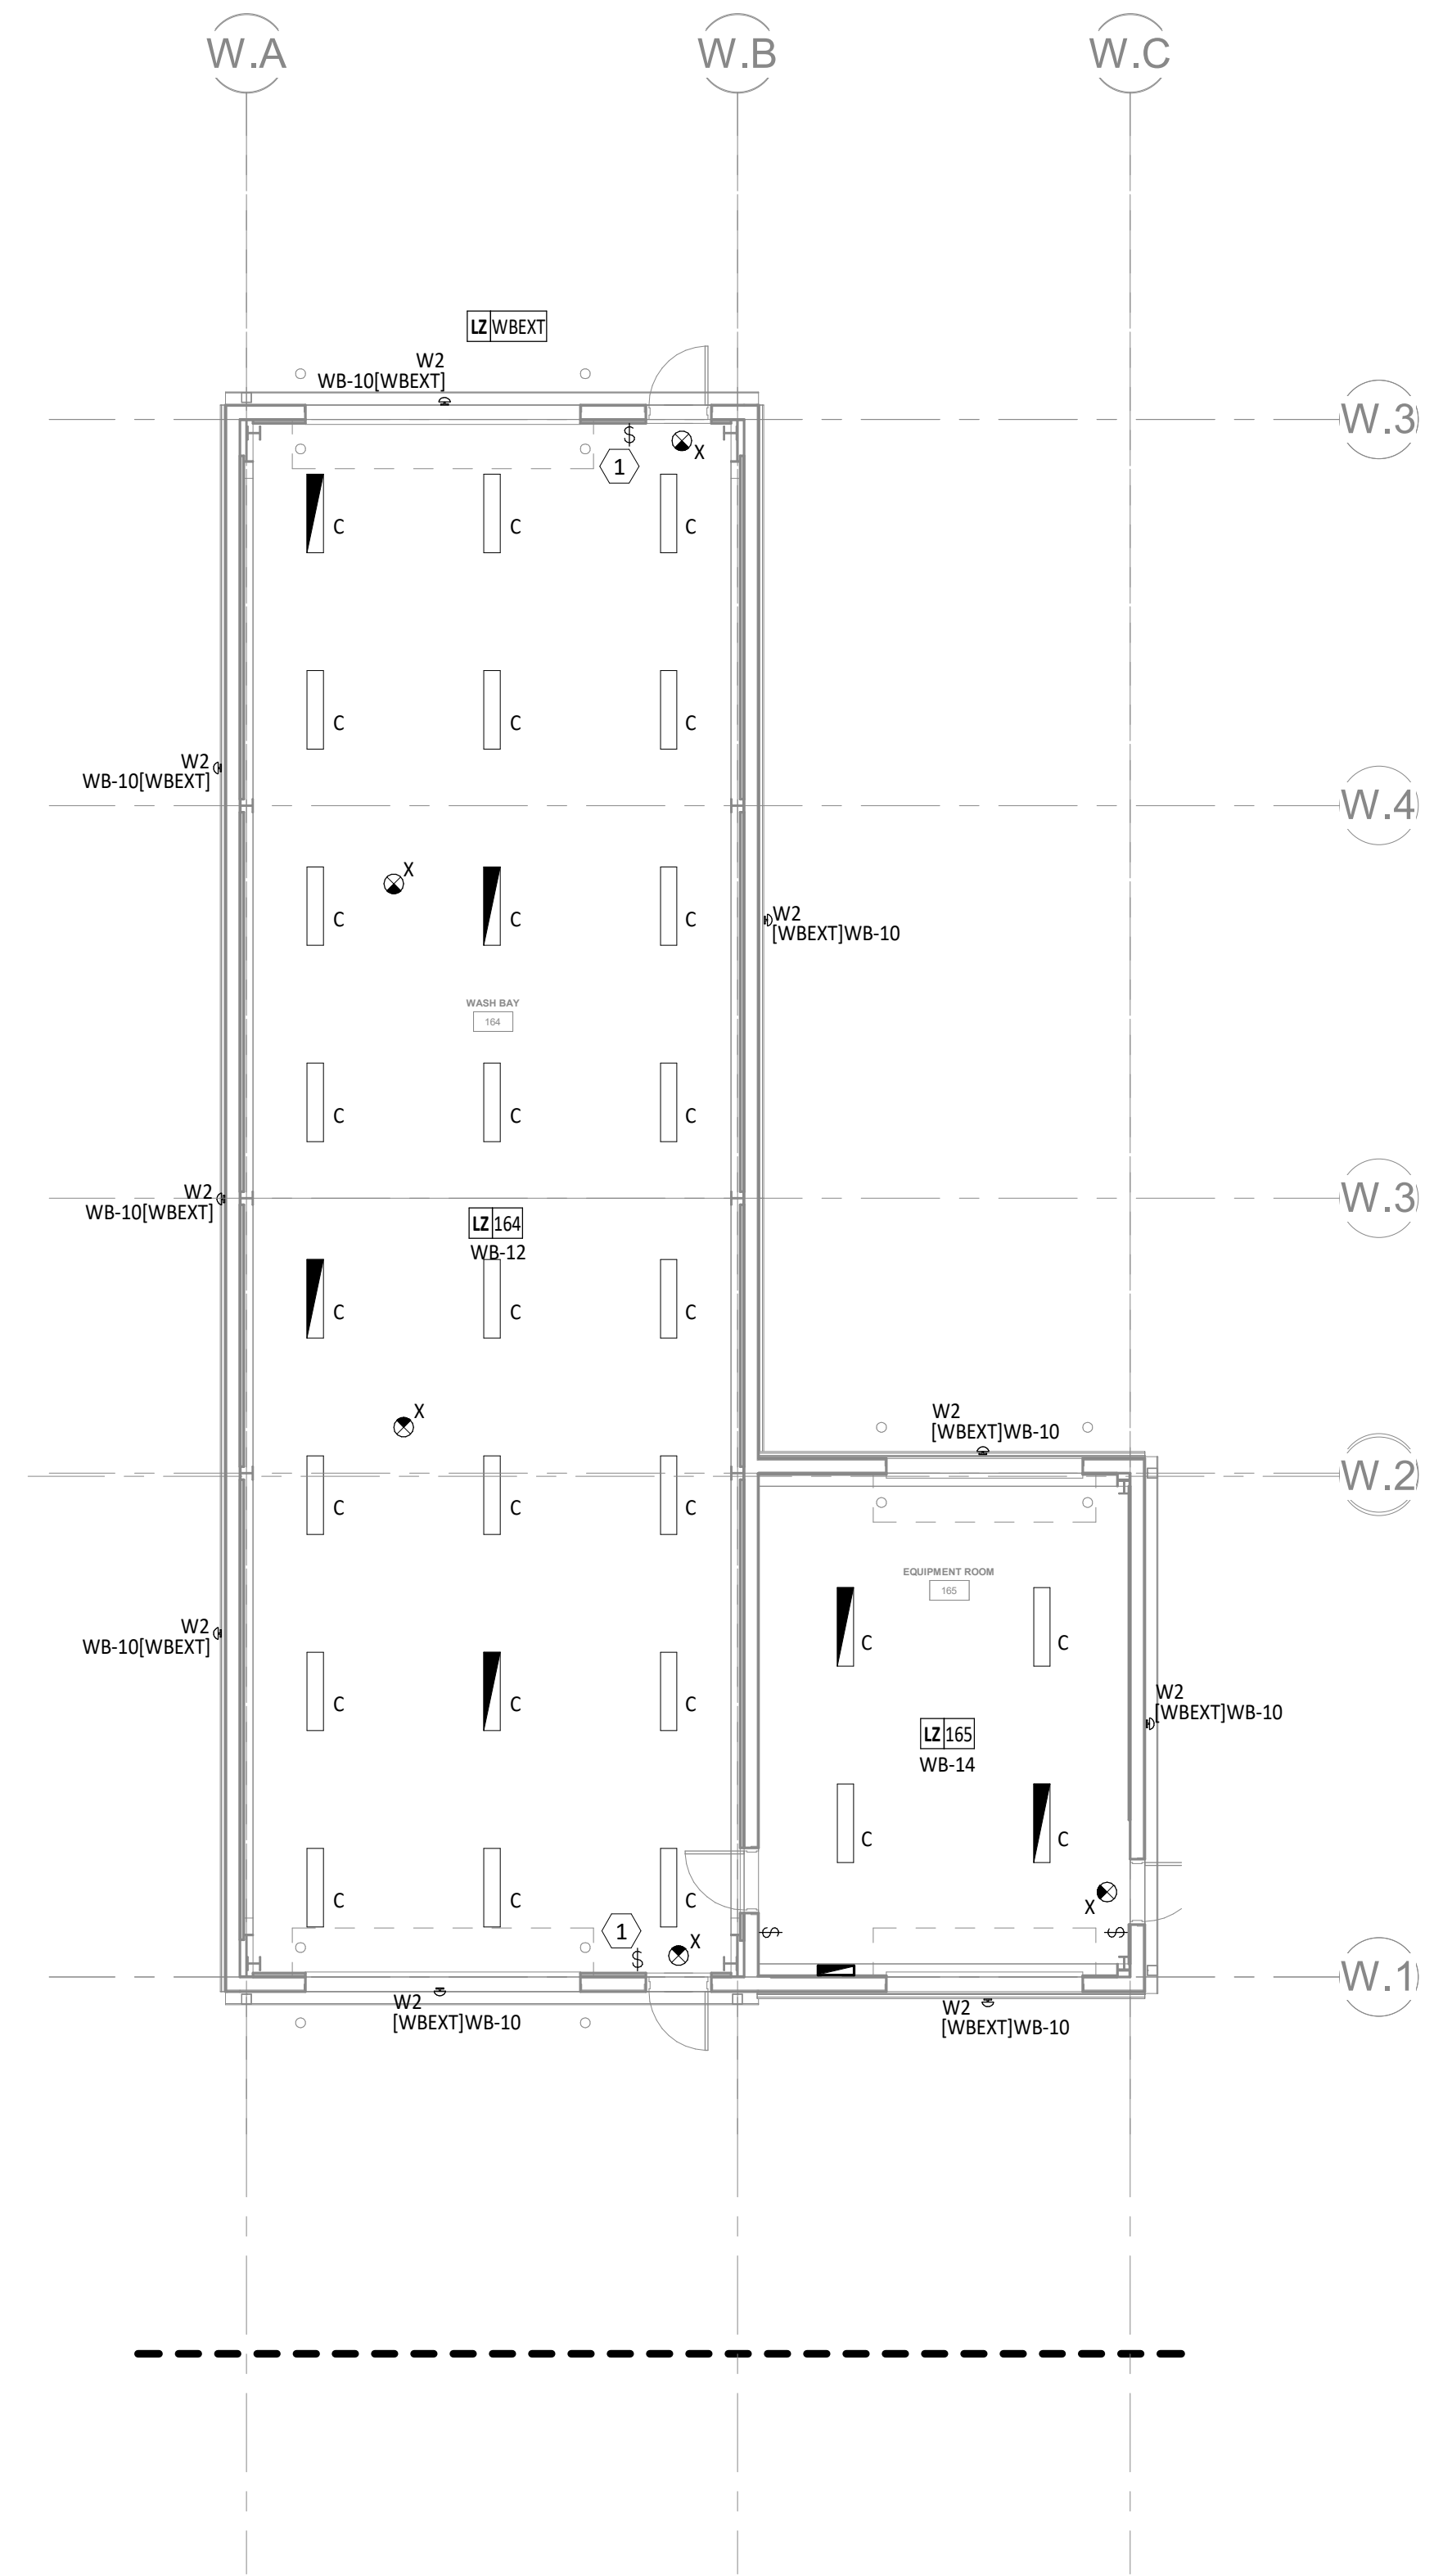 W.A
W.B
W.C
LZ WBEXT
W2
WB-10[WBEXT]
W.3
$
X
1
C
C
C
C
C
C
W2
WB-10[WBEXT]
W.4
X
C
C
C
W2
[WBEXT]WB-10
WASH BAY
164
C
C
C
W2
WB-10[WBEXT]
W.3
LZ 164
WB-12
C
C
C
X
W2
[WBEXT]WB-10
W.2
C
C
C
EQUIPMENT ROOM
165
W2
WB-10[WBEXT]
C
C
C
C
C
W2
[WBEXT]WB-10
LZ 165
WB-14
C
C
C
C
C
X
1
$
X
$
$
W.1
W2
[WBEXT]WB-10
W2
[WBEXT]WB-10